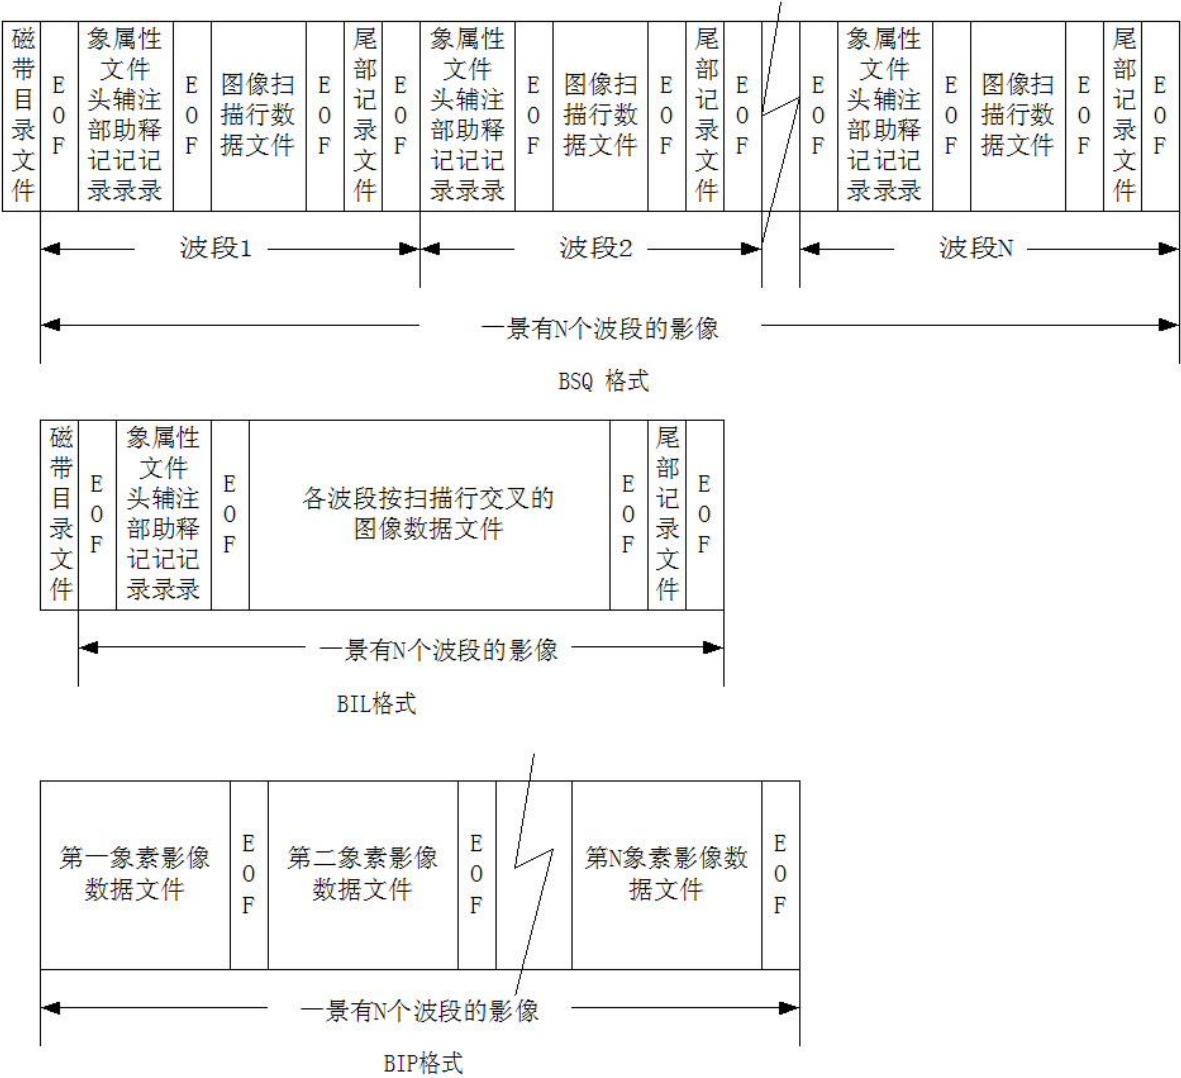 磁带目录文件
EOF
象属性
文件
头部记录
辅助记录
注释记录
EOF
图像扫
描行数
据文件
EOF
尾部记录文件
EOF
象属性
文件
头部记录
辅助记录
注释记录
EOF
图像扫
描行数
据文件
EOF
尾部记录文件
EOF
EOF
象属性
文件
头部记录
辅助记录
注释记录
EOF
图像扫
描行数
据文件
EOF
尾部记录文件
EOF
波段1
波段2
波段N
一景有N个波段的影像
BSQ 格式
磁带目录文件
EOF
象属性
文件
头部记录
辅助记录
注释记录
EOF
各波段按扫描行交叉的
图像数据文件
EOF
尾部记录文件
EOF
一景有N个波段的影像
BIL格式
第一象素影像
数据文件
EOF
第二象素影像
数据文件
EOF
第N象素影像数
据文件
EOF
一景有N个波段的影像
BIP格式